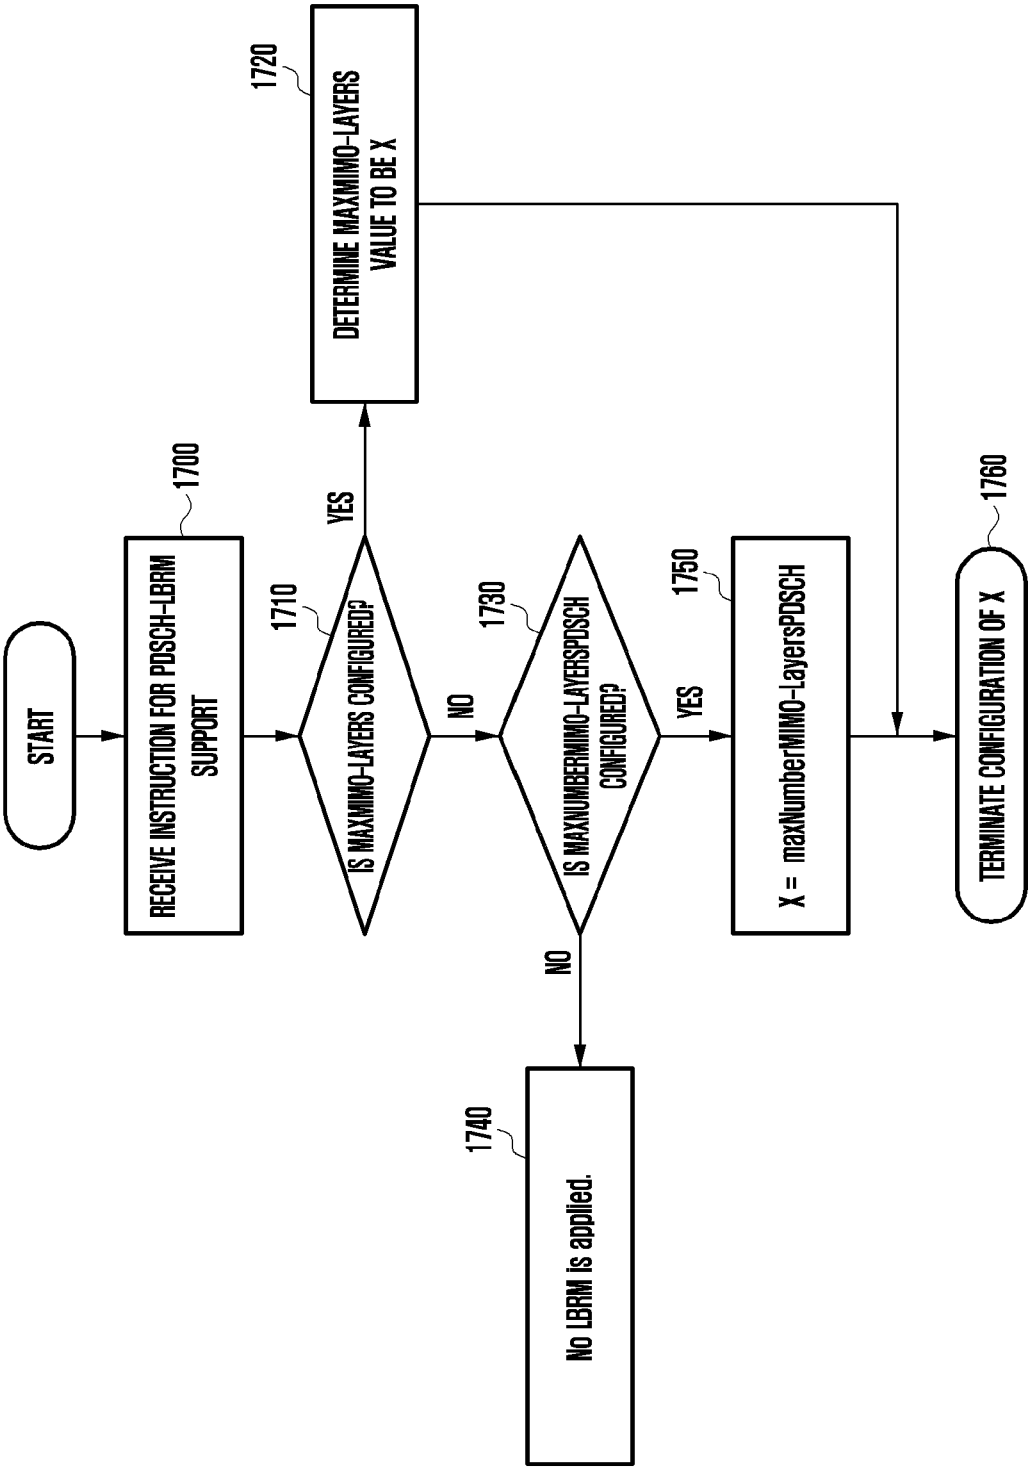 START
RECEIVE INSTRUCTION FOR PDSCH-LBRM
SUPPORT
1700
IS MAXMIMO-LAYERS CONFIGURED?
1710
YES
DETERMINE MAXMIMO-LAYERS
VALUE TO BE X
1720
NO
IS MAXNUMBERMIMO-LAYERSPDSCH
CONFIGURED?
1730
NO
No LBRM is applied.
1740
YES
X = maxNumberMIMO-LayersPDSCH
1750
TERMINATE CONFIGURATION OF X
1760